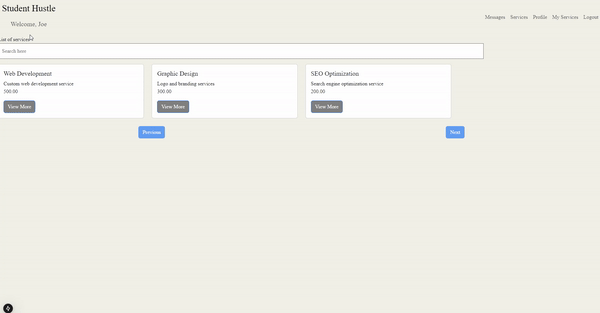 Student Hustle
Welcome, Joe
Messages Services Profile My Services Logout
List of services
Search here
Web Development
Custom web development service
500.00
View More
Graphic Design
Logo and branding services
300.00
View More
SEO Optimization
Search engine optimization service
200.00
View More
Previous
Next